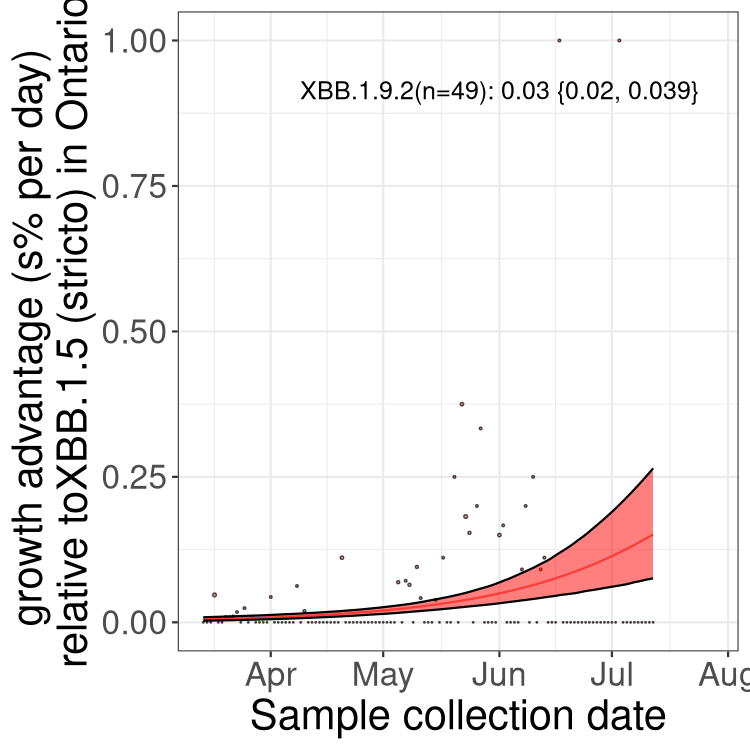 growth advantage (s% per day)
relative toXBB.1.5 (stricto) in Ontario
1.00
0.75
0.50
0.25
0.00
XBB.1.9.2(n=49): 0.03 {0.02, 0.039}
Apr May Jun Jul Aug
Sample collection date